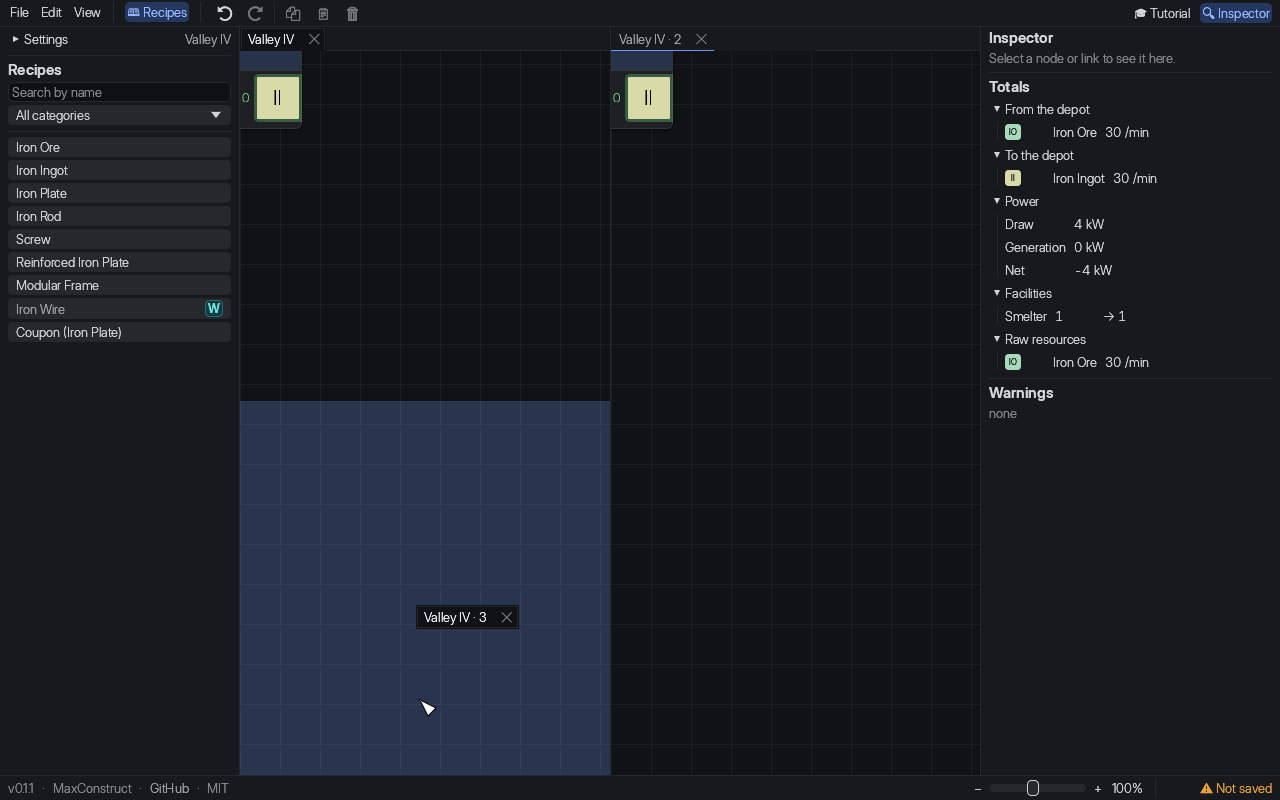 File Edit View Recipes Tutorial Inspector
Settings Valley IV
Recipes
Search by name
All categories
Iron Ore
Iron Ingot
Iron Plate
Iron Rod
Screw
Reinforced Iron Plate
Modular Frame
Iron Wire W
Coupon (Iron Plate)
Valley IV
0 II
Valley IV · 2
0 II
Valley IV · 3
Inspector
Select a node or link to see it here.
Totals
From the depot
IO Iron Ore 30 /min
To the depot
II Iron Ingot 30 /min
Power
Draw 4 kW
Generation 0 kW
Net -4 kW
Facilities
Smelter 1 → 1
Raw resources
IO Iron Ore 30 /min
Warnings
none
v0.1.1 · MaxConstruct · GitHub · MIT
− + 100% Not saved